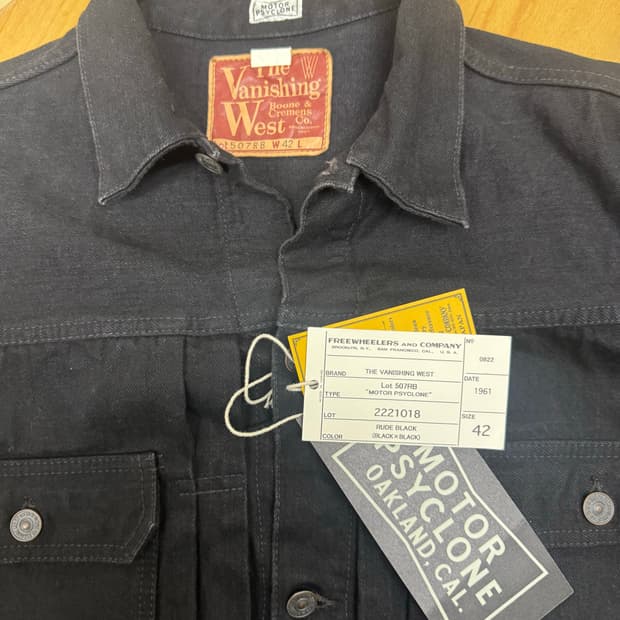 MOTOR
PSYCLONE
The
Vanishing
West
Boone &
Cremens
Co.
507RB W 42 L
FREEWHEELERS AND COMPANY
BROOKLYN, N.Y. SAN FRANCISCO, CAL. U.S.A.
Nº 0822
BRAND THE VANISHING WEST
DATE 1961
TYPE Lot 507RB
"MOTOR PSYCLONE"
LOT 2221018
SIZE 42
COLOR RUDE BLACK
(BLACK×BLACK)
MOTOR
PSYCLONE
OAKLAND, CAL.